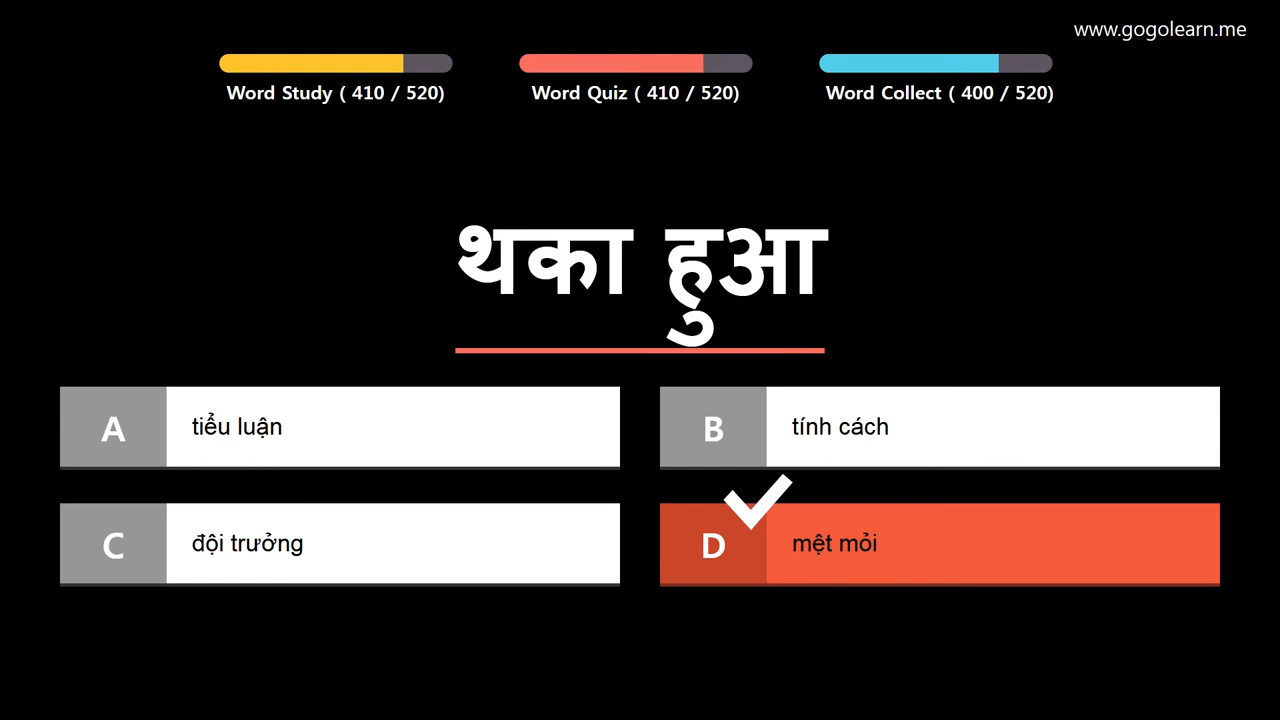 www.gogolearn.me
Word Study ( 410 / 520)
Word Quiz ( 410 / 520)
Word Collect ( 400 / 520)
थका हुआ
A
tiểu luận
B
tính cách
C
đội trưởng
D
mệt mỏi